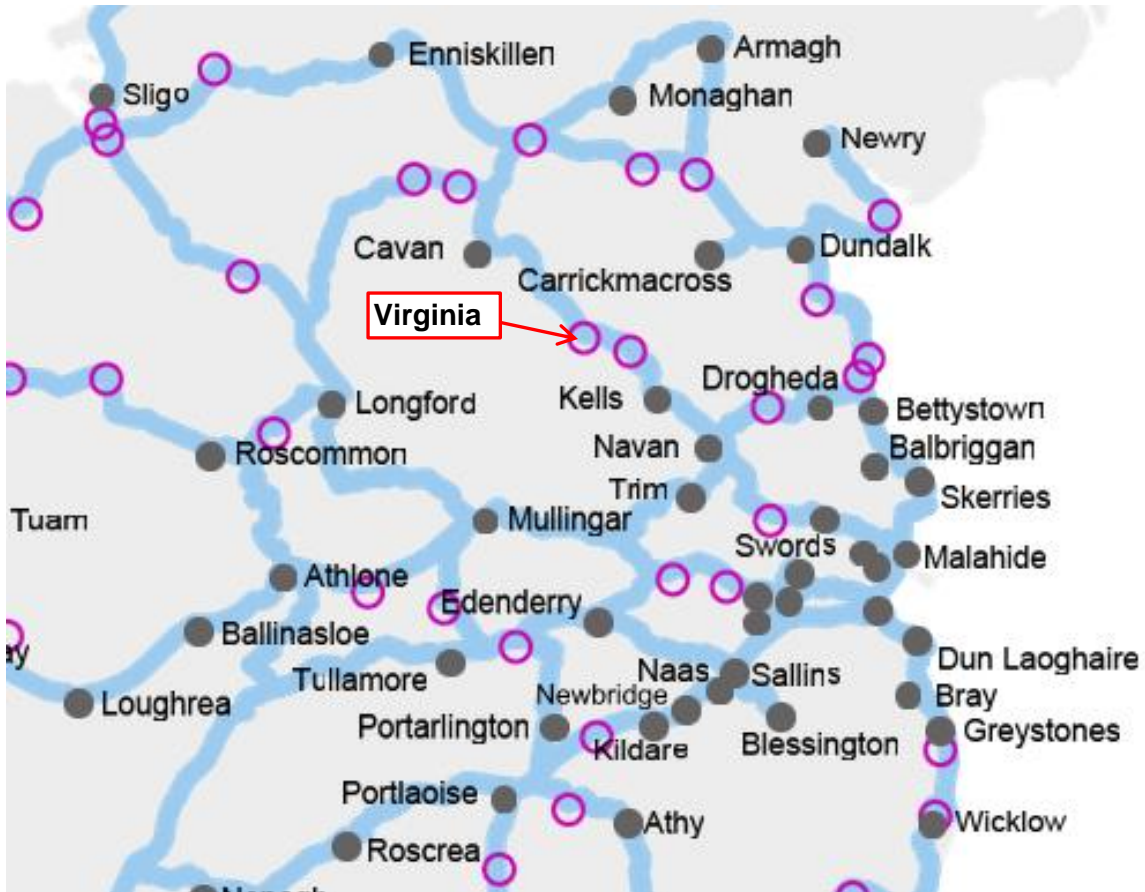 Enniskillen
Armagh
Sligo
Monaghan
Newry
Cavan
Dundalk
Carrickmacross
Virginia
Drogheda
Longford
Kells
Bettystown
Navan
Balbriggan
Roscommon
Trim
Skerries
Tuam
Mullingar
Swords
Malahide
Athlone
Edenderry
Ballinasloe
Dun Laoghaire
Tullamore
Naas
Sallins
Newbridge
Bray
Loughrea
Portarlington
Kildare
Blessington
Greystones
Portlaoise
Athy
Wicklow
Roscrea